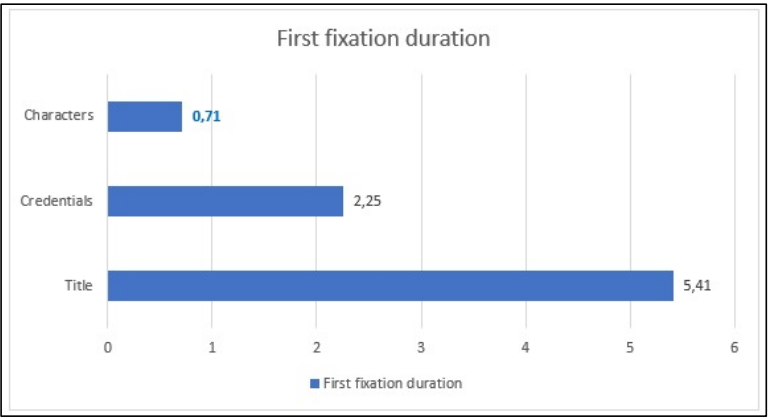 First fixation duration
Characters 0,71
Credentials 2,25
Title 5,41
0 1 2 3 4 5 6
First fixation duration